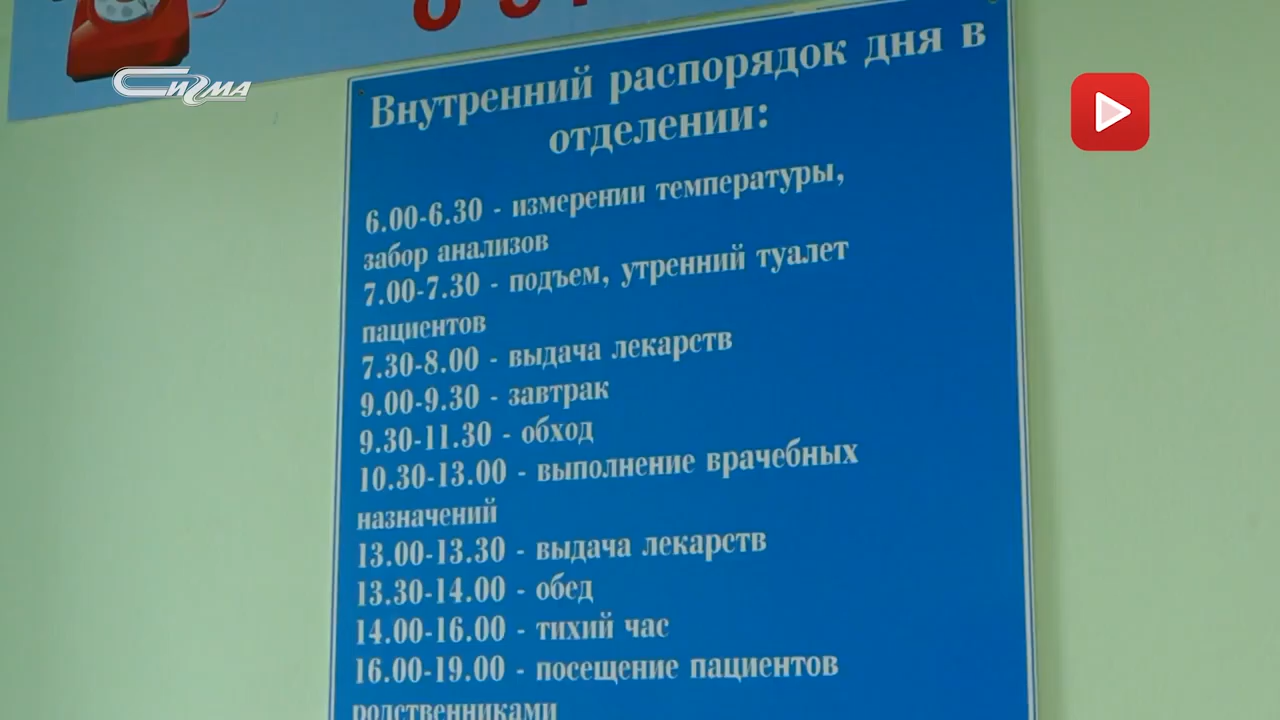 СИГМА
Внутренний распорядок дня в
отделении:
6.00-6.30 - измерении температуры,
забор анализов
7.00-7.30 - подъем, утренний туалет
пациентов
7.30-8.00 - выдача лекарств
9.00-9.30 - завтрак
9.30-11.30 - обход
10.30-13.00 - выполнение врачебных
назначений
13.00-13.30 - выдача лекарств
13.30-14.00 - обед
14.00-16.00 - тихий час
16.00-19.00 - посещение пациентов
родственниками